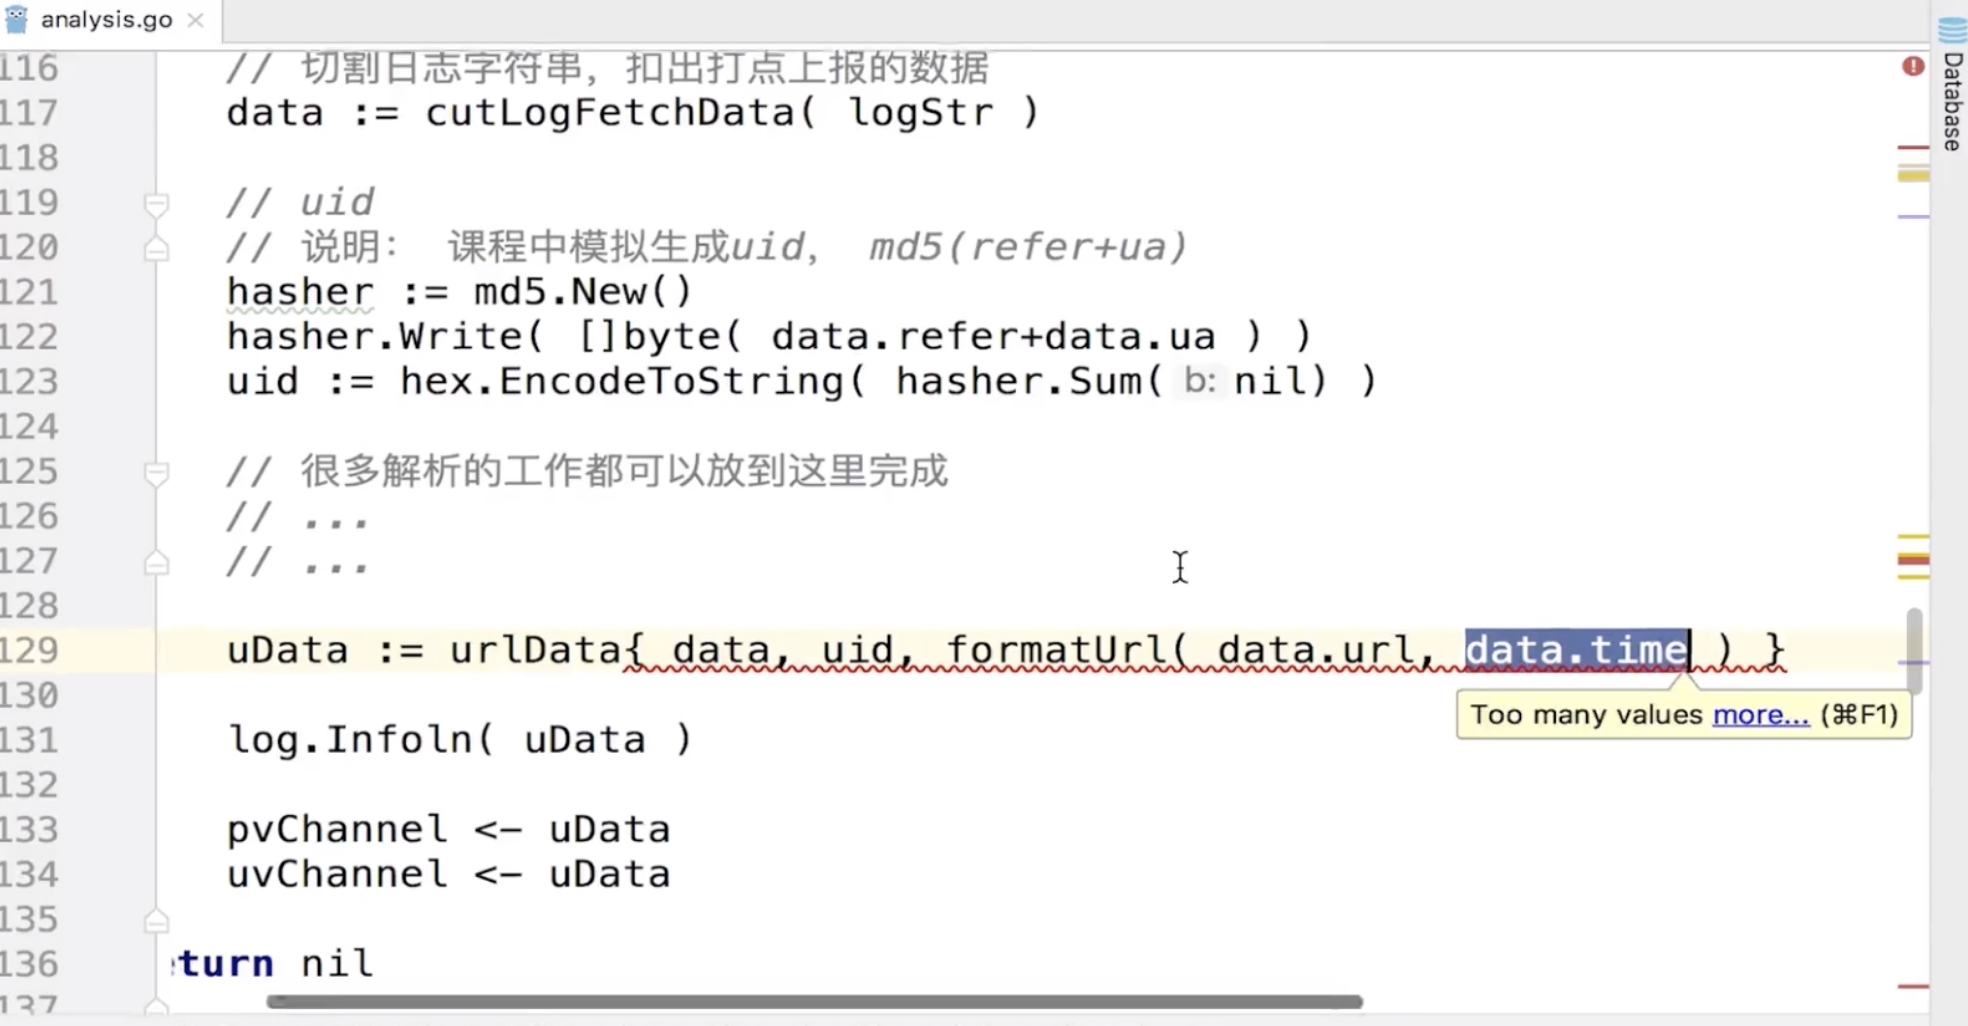 analysis.go
Database
116 // 切割日志字符串，扣出打点上报的数据
117 data := cutLogFetchData( logStr )
118
119 // uid
120 // 说明： 课程中模拟生成uid， md5(refer+ua)
121 hasher := md5.New()
122 hasher.Write( []byte( data.refer+data.ua ) )
123 uid := hex.EncodeToString( hasher.Sum( b: nil) )
124
125 // 很多解析的工作都可以放到这里完成
126 // ...
127 // ...
128
129 uData := urlData{ data, uid, formatUrl( data.url, data.time ) }
130
Too many values more... (⌘F1)
131 log.Infoln( uData )
132
133 pvChannel <- uData
134 uvChannel <- uData
135
136 turn nil
137